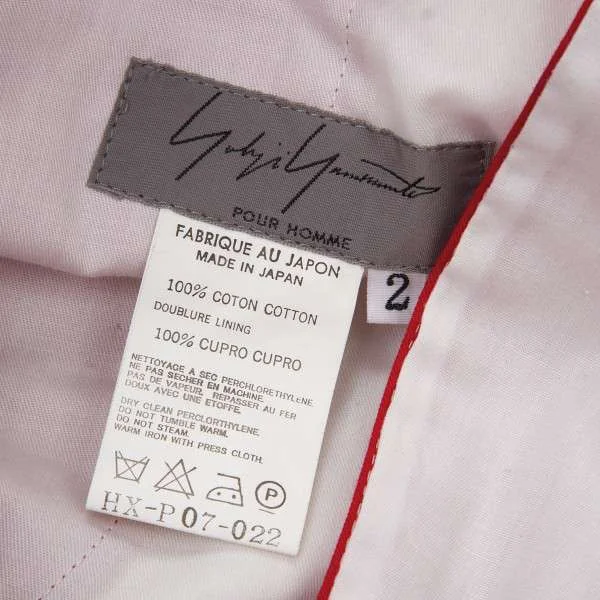 Yohji Yamamoto
POUR HOMME
2
FABRIQUE AU JAPON
MADE IN JAPAN
100% COTON COTTON
DOUBLURE LINING
100% CUPRO CUPRO
NETTOYAGE A SEC PERCHLORETHYLENE.
NE PAS SECHER EN MACHINE.
PAS DE VAPEUR. REPASSER AU FER
DOUX AVEC UNE ETOFFE.
DRY CLEAN PERCLORTHYLENE.
DO NOT TUMBLE WARM.
DO NOT STEAM.
WARM IRON WITH PRESS CLOTH.
P
HX-P07-022